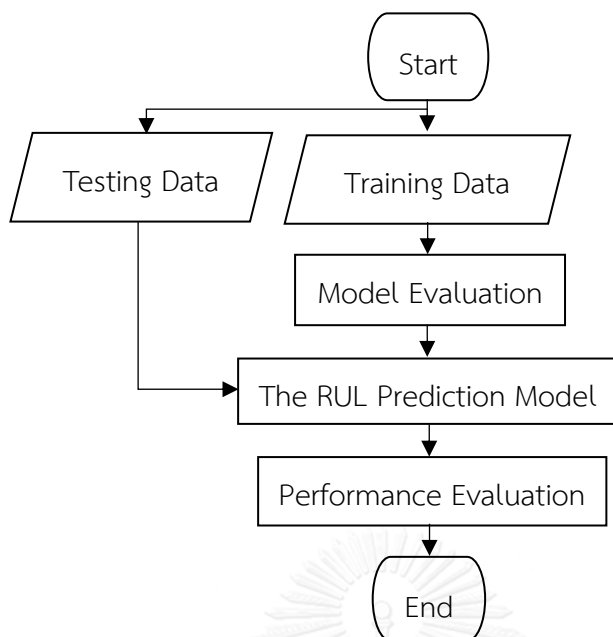 Start
Testing Data
Training Data
Model Evaluation
The RUL Prediction Model
Performance Evaluation
End